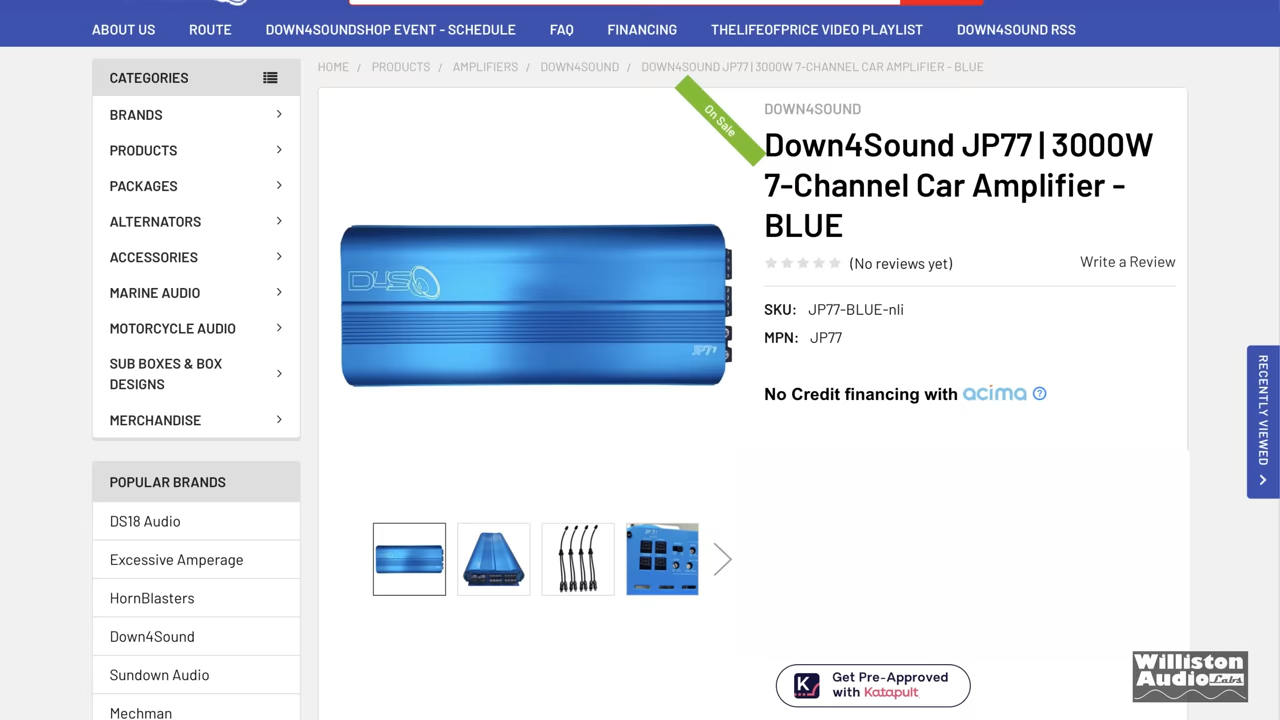 ABOUT US
ROUTE
DOWN4SOUNDSHOP EVENT - SCHEDULE
FAQ
FINANCING
THELIFEOFPRICE VIDEO PLAYLIST
DOWN4SOUND RSS
HOME / PRODUCTS / AMPLIFIERS / DOWN4SOUND / DOWN4SOUND JP77 | 3000W 7-CHANNEL CAR AMPLIFIER - BLUE
CATEGORIES
BRANDS
PRODUCTS
PACKAGES
ALTERNATORS
ACCESSORIES
MARINE AUDIO
MOTORCYCLE AUDIO
SUB BOXES & BOX
DESIGNS
MERCHANDISE
POPULAR BRANDS
DS18 Audio
Excessive Amperage
HornBlasters
Down4Sound
Sundown Audio
Mechman
On Sale
D4S
JP77
DOWN4SOUND
Down4Sound JP77 | 3000W
7-Channel Car Amplifier -
BLUE
(No reviews yet)
Write a Review
SKU: JP77-BLUE-nli
MPN: JP77
No Credit financing with acima
RECENTLY VIEWED
K
Get Pre-Approved
with Katapult
Williston
Audio Labs